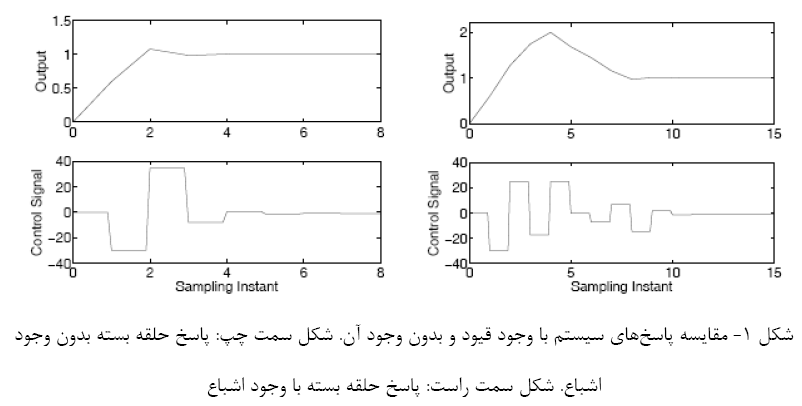 1.5
1
0.5
0
Output
0 2 4 6 8
40
20
0
−20
−40
Control Signal
0 2 4 6 8
Sampling Instant
2
1
0
Output
0 5 10 15
40
20
0
−20
−40
Control Signal
0 5 10 15
Sampling Instant
شکل ۱- مقایسه پاسخ‌های سیستم با وجود قیود و بدون وجود آن. شکل سمت چپ: پاسخ حلقه بسته بدون وجود
اشباع. شکل سمت راست: پاسخ حلقه بسته با وجود اشباع